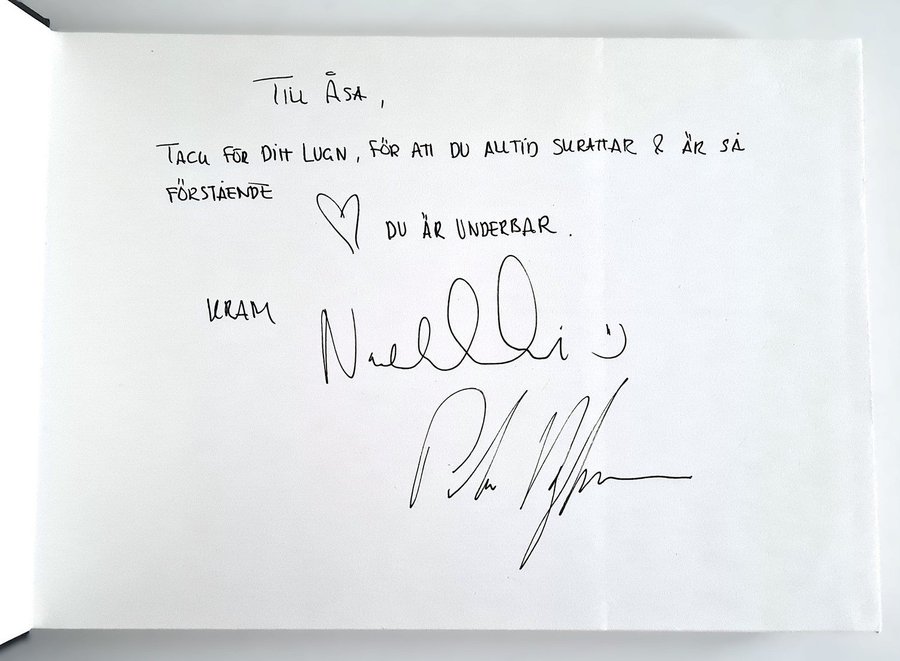 TILL ÅSA,
TACK FÖR DITT LUGN, FÖR ATT DU ALLTID SKRATTAR & ÄR SÅ
FÖRSTÅENDE
DU ÄR UNDERBAR.
KRAM